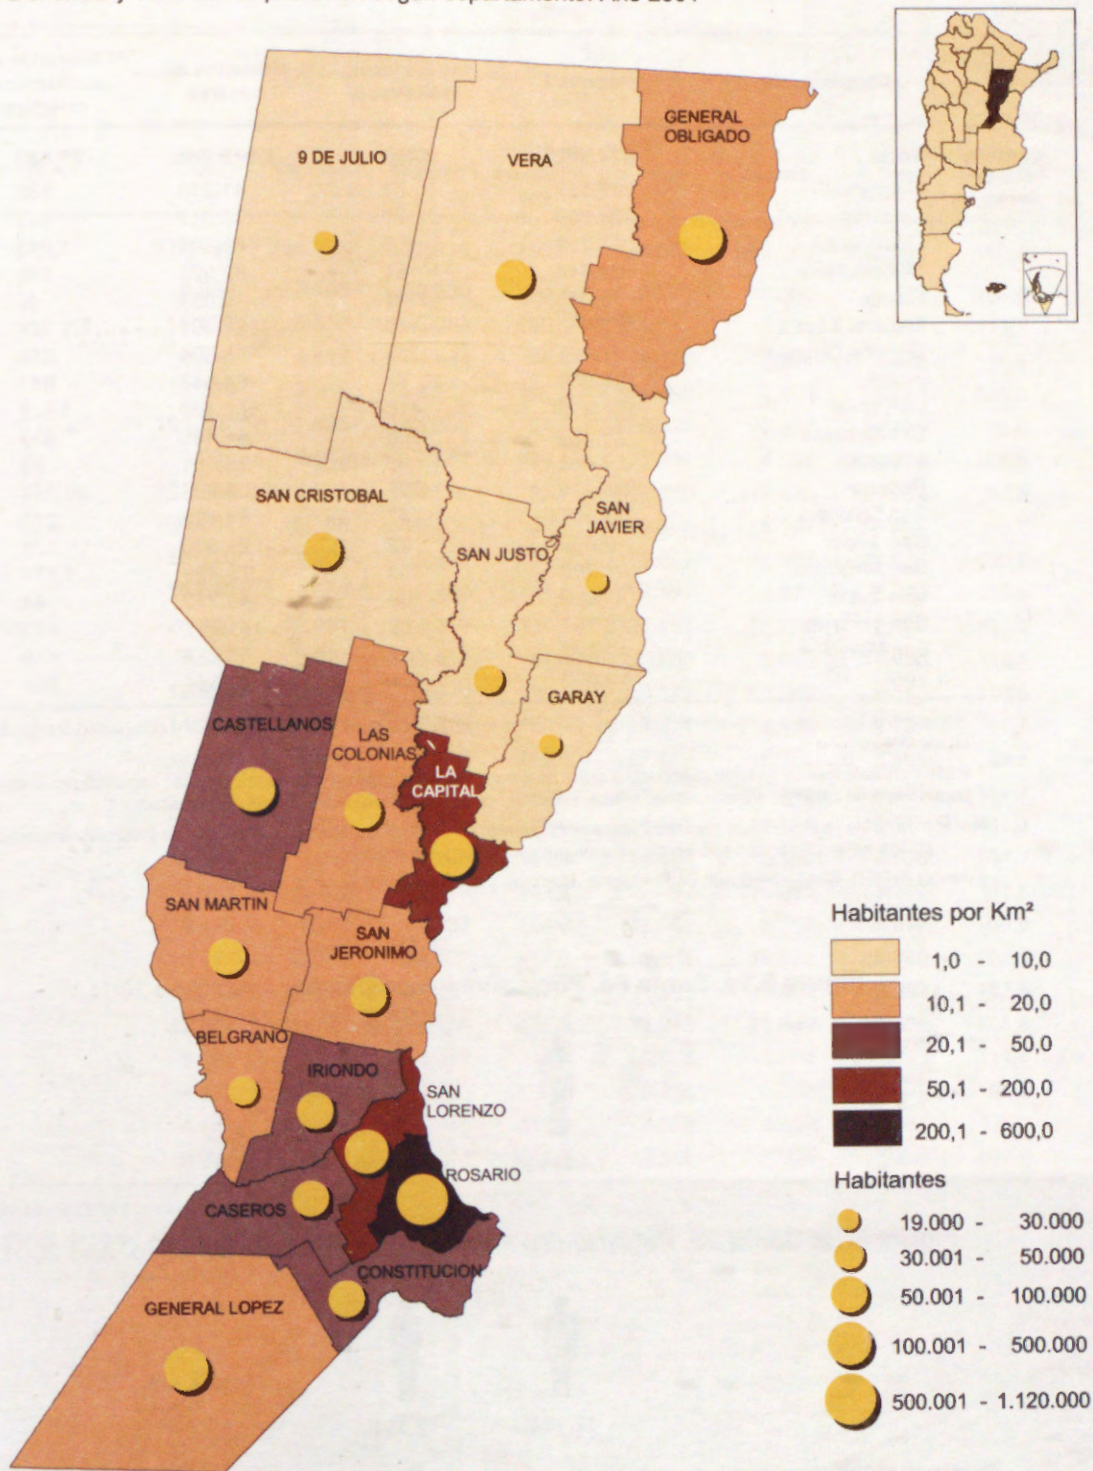 según departamento. Año 2001
9 DE JULIO
VERA
GENERAL
OBLIGADO
SAN CRISTOBAL
SAN JUSTO
SAN
JAVIER
GARAY
CASTELLANOS
LAS
COLONIAS
LA
CAPITAL
SAN MARTIN
SAN
JERONIMO
BELGRANO
IRIONDO
SAN
LORENZO
ROSARIO
CASEROS
CONSTITUCION
GENERAL LOPEZ
Habitantes por Km²
1,0 - 10,0
10,1 - 20,0
20,1 - 50,0
50,1 - 200,0
200,1 - 600,0
Habitantes
19.000 - 30.000
30.001 - 50.000
50.001 - 100.000
100.001 - 500.000
500.001 - 1.120.000